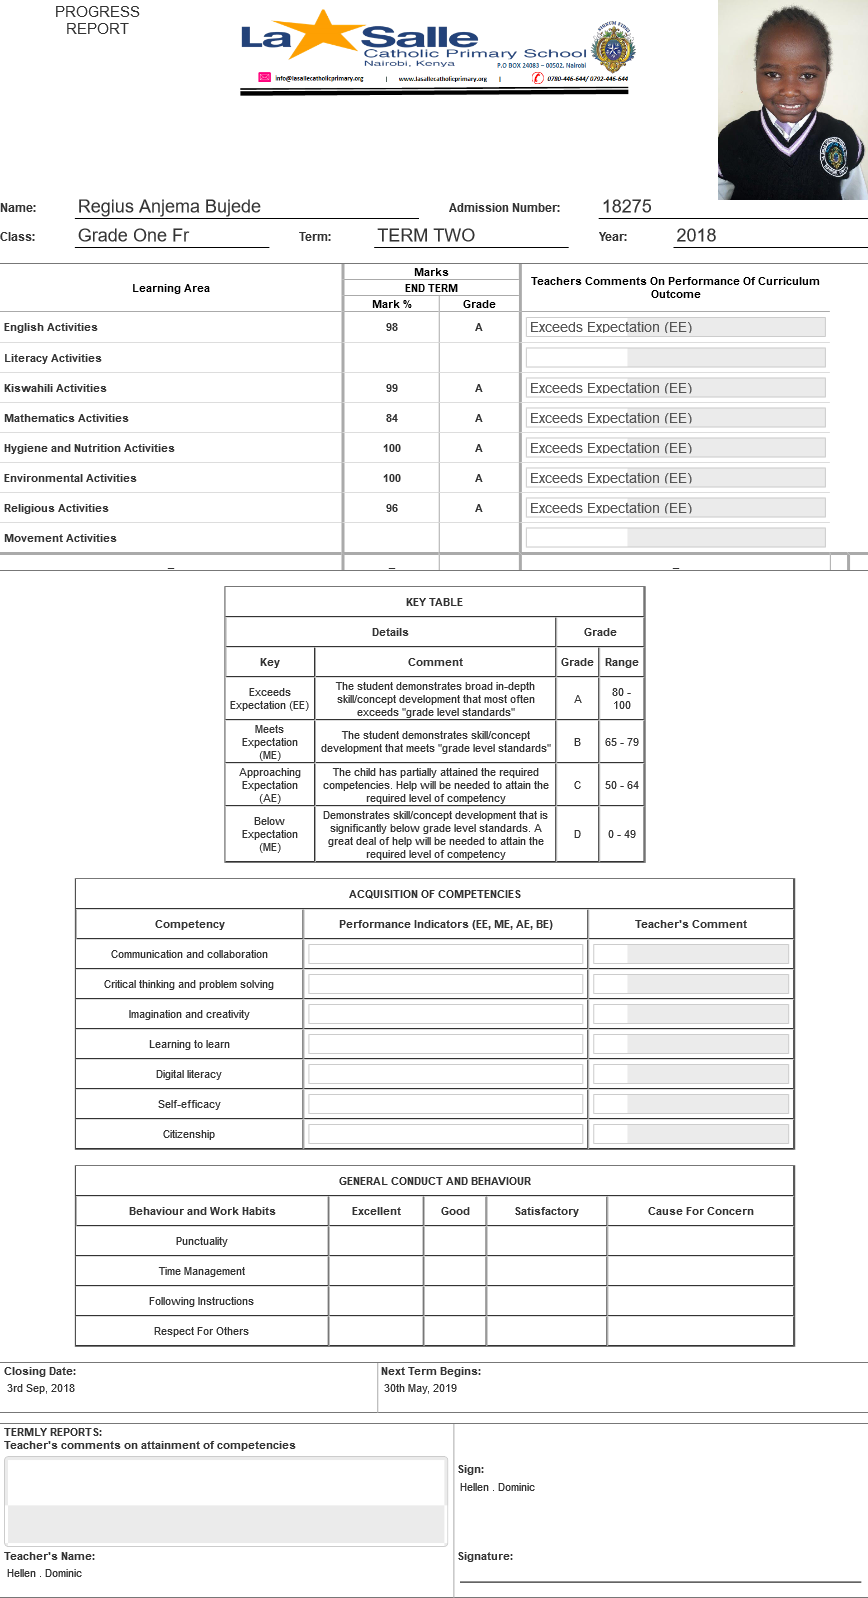 PROGRESS
REPORT
La Salle
Catholic Primary School
Nairobi, Kenya
P.O BOX 24083 – 00502, Nairobi
info@lasallecatholicprimary.org | www.lasallecatholicprimary.org | 0780-446-644/ 0792-446-644
Name: Regius Anjema Bujede Admission Number: 18275
Class: Grade One Fr Term: TERM TWO Year: 2018
Learning Area Marks Teachers Comments On Performance Of Curriculum Outcome
END TERM
Mark % Grade
English Activities 98 A Exceeds Expectation (EE)
Literacy Activities
Kiswahili Activities 99 A Exceeds Expectation (EE)
Mathematics Activities 84 A Exceeds Expectation (EE)
Hygiene and Nutrition Activities 100 A Exceeds Expectation (EE)
Environmental Activities 100 A Exceeds Expectation (EE)
Religious Activities 96 A Exceeds Expectation (EE)
Movement Activities
_ _ _
KEY TABLE
Details Grade
Key Comment Grade Range
Exceeds Expectation (EE) The student demonstrates broad in-depth skill/concept development that most often exceeds "grade level standards" A 80 - 100
Meets Expectation (ME) The student demonstrates skill/concept development that meets "grade level standards" B 65 - 79
Approaching Expectation (AE) The child has partially attained the required competencies. Help will be needed to attain the required level of competency C 50 - 64
Below Expectation (ME) Demonstrates skill/concept development that is significantly below grade level standards. A great deal of help will be needed to attain the required level of competency D 0 - 49
ACQUISITION OF COMPETENCIES
Competency Performance Indicators (EE, ME, AE, BE) Teacher's Comment
Communication and collaboration
Critical thinking and problem solving
Imagination and creativity
Learning to learn
Digital literacy
Self-efficacy
Citizenship
GENERAL CONDUCT AND BEHAVIOUR
Behaviour and Work Habits Excellent Good Satisfactory Cause For Concern
Punctuality
Time Management
Following Instructions
Respect For Others
Closing Date: Next Term Begins:
3rd Sep, 2018 30th May, 2019
TERMLY REPORTS:
Teacher's comments on attainment of competencies
Sign:
Hellen . Dominic
Teacher's Name: Signature:
Hellen . Dominic